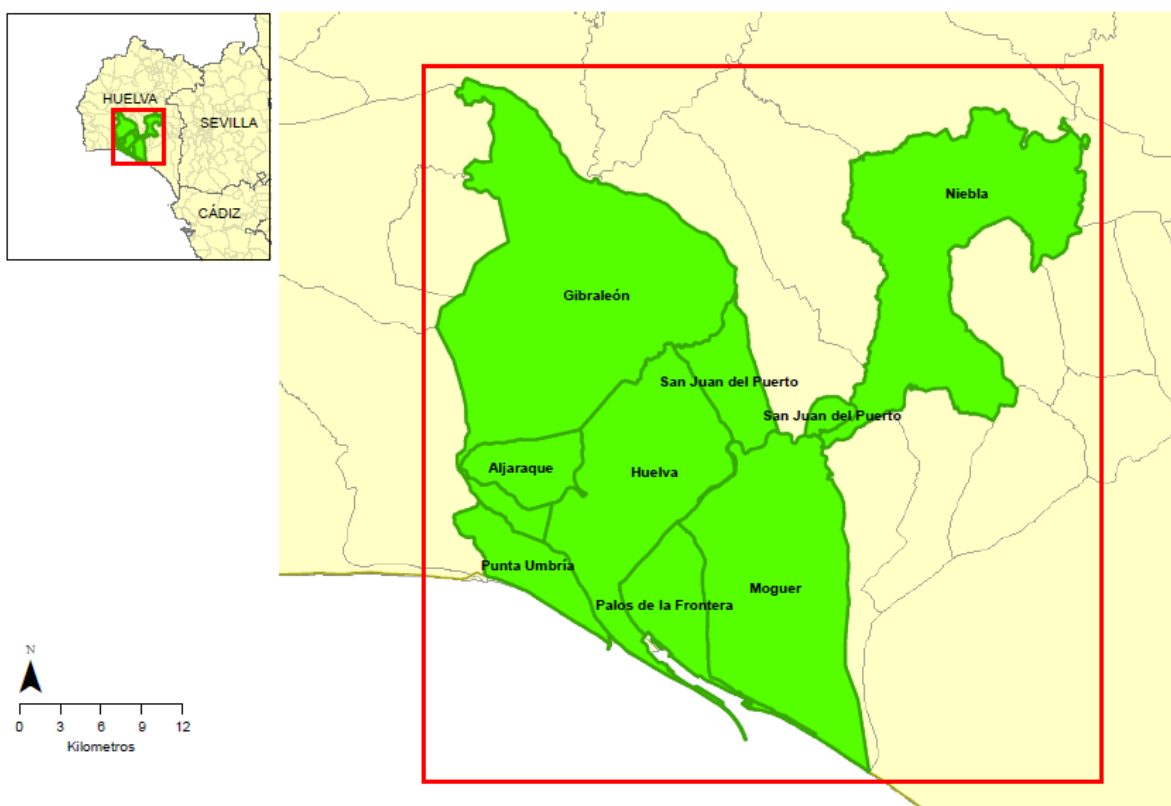 HUELVA
SEVILLA
CÁDIZ
Niebla
Gibraleón
San Juan del Puerto
San Juan del Puerto
Aljaraque
Huelva
Punta Umbría
Moguer
Palos de la Frontera
N
0 3 6 9 12
Kilometros